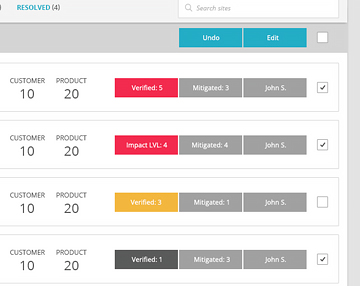 ) RESOLVED (4) Search sites
Undo Edit
CUSTOMER PRODUCT
10 20 Verified: 5 Mitigated: 3 John S.
CUSTOMER PRODUCT
10 20 Impact LVL: 4 Mitigated: 4 John S.
CUSTOMER PRODUCT
10 20 Verified: 3 Mitigated: 1 John S.
CUSTOMER PRODUCT
10 20 Verified: 1 Mitigated: 3 John S.